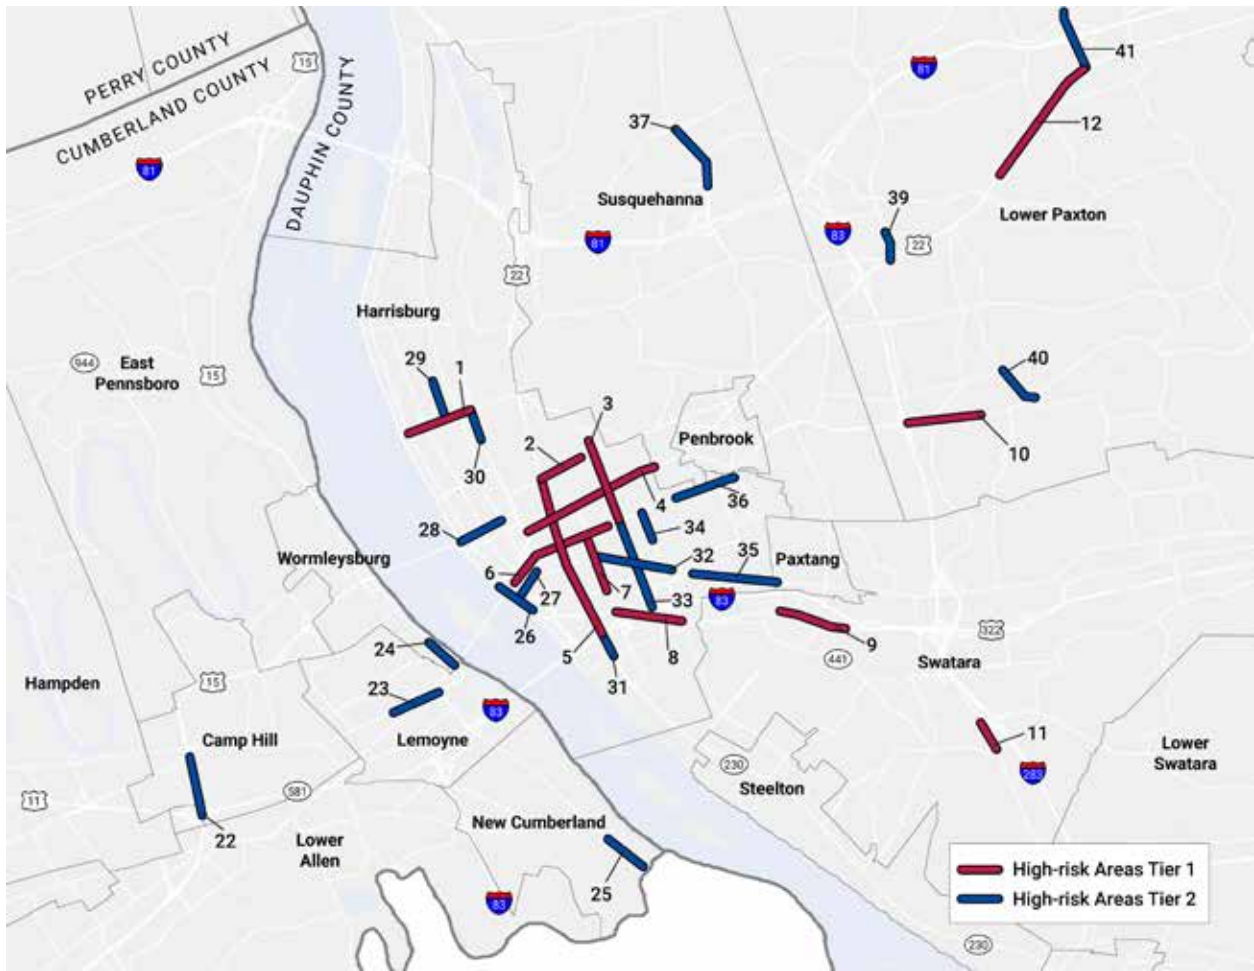 PERRY COUNTY
CUMBERLAND COUNTY
DAUPHIN COUNTY
15
81
41
12
81
37
Susquehanna
39
Lower Paxton
83
22
81
22
Harrisburg
944
East
Pennsboro
15
29
1
30
40
10
3
2
Penbrook
4
36
28
34
Wormleysburg
32
35
Paxtang
6
27
7
33
83
26
24
5
8
9
322
441
31
Swatara
Hampden
15
23
83
Camp Hill
Lemoyne
11
Lower
Swatara
230
283
Steelton
11
581
22
Lower
Allen
New Cumberland
25
83
High-risk Areas Tier 1
High-risk Areas Tier 2
230